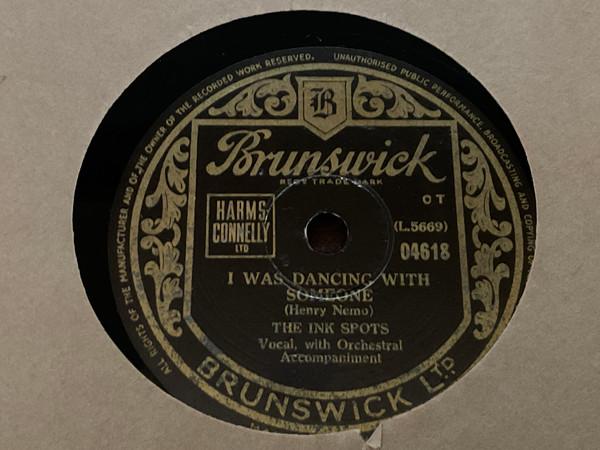 ALL RIGHTS OF THE MANUFACTURER AND OF THE OWNER OF THE RECORDED WORK RESERVED. UNAUTHORISED PUBLIC PERFORMANCE, BROADCASTING AND COPYING OF
B
Brunswick
REGD TRADE MARK
CT
HARMS,
CONNELLY
LTD
(L.5669)
04618
I WAS DANCING WITH
SOMEONE
(Henry Nemo)
THE INK SPOTS
Vocal, with Orchestral
Accompaniment
BRUNSWICK LTD.